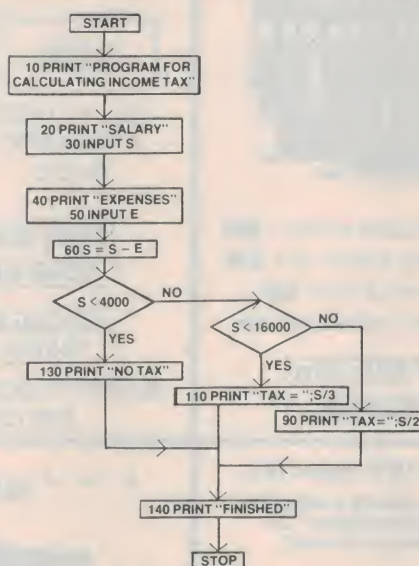 START
10 PRINT "PROGRAM FOR
CALCULATING INCOME TAX"
20 PRINT "SALARY"
30 INPUT S
40 PRINT "EXPENSES"
50 INPUT E
60 S = S − E
S < 4000
NO
YES
S < 16000
NO
YES
130 PRINT "NO TAX"
110 PRINT "TAX = ";S/3
90 PRINT "TAX=";S/2
140 PRINT "FINISHED"
STOP